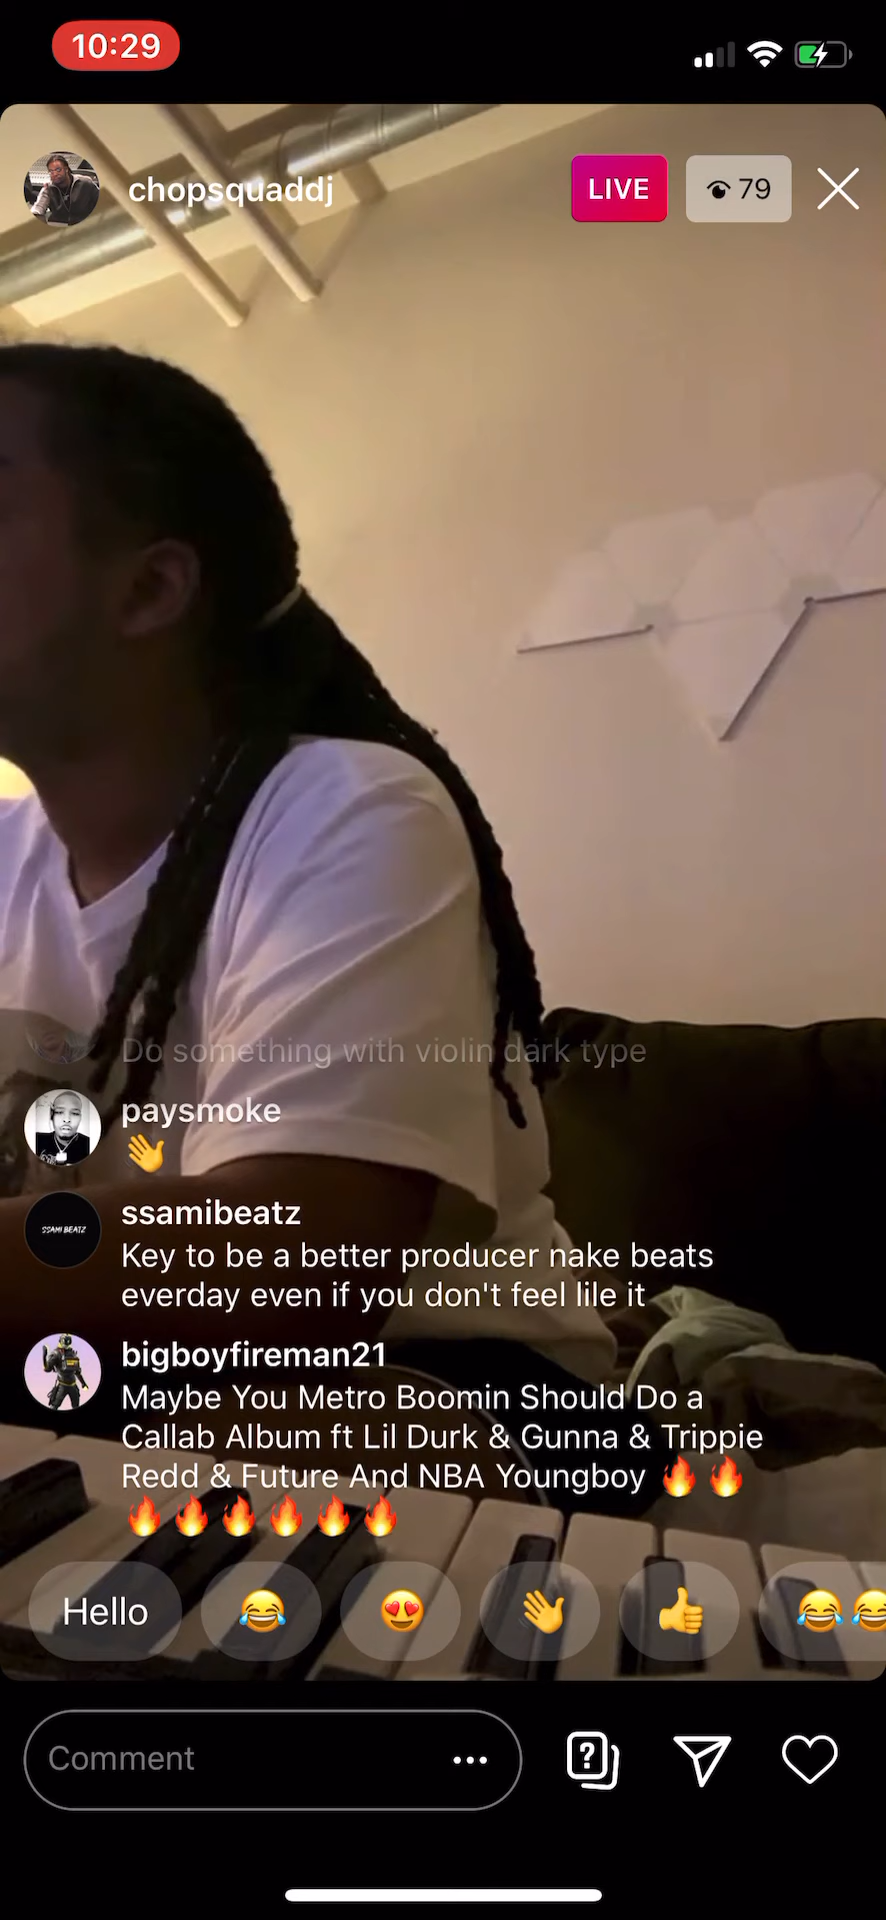 10:29
chopsquaddj
LIVE
79
Do something with violin dark type
paysmoke
👋
ssamibeatz
SSAMI BEATZ
Key to be a better producer nake beats
everday even if you don't feel lile it
bigboyfireman21
Maybe You Metro Boomin Should Do a
Callab Album ft Lil Durk & Gunna & Trippie
Redd & Future And NBA Youngboy 🔥🔥
🔥🔥🔥🔥🔥🔥
Hello 😂 😍 👋 👍 😂😂
Comment